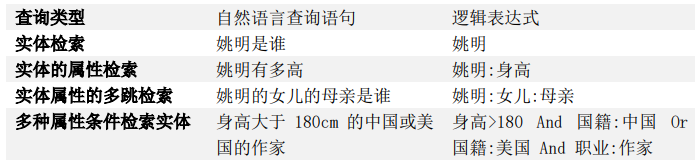 查询类型 自然语言查询语句 逻辑表达式
实体检索 姚明是谁 姚明
实体的属性检索 姚明有多高 姚明:身高
实体属性的多跳检索 姚明的女儿的母亲是谁 姚明:女儿:母亲
多种属性条件检索实体 身高大于 180cm 的中国或美 身高>180 And 国籍:中国 Or
国的作家 国籍:美国 And 职业:作家